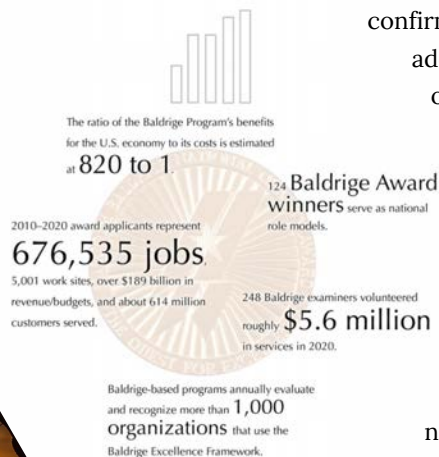 confirm
ad
The ratio of the Baldrige Program's benefits
for the U.S. economy to its costs is estimated
at 820 to 1.
124 Baldrige Award
winners serve as national
role models.
2010–2020 award applicants represent
676,535 jobs,
5,001 work sites, over $189 billion in
revenue/budgets, and about 614 million
customers served.
248 Baldrige examiners volunteered
roughly $5.6 million
in services in 2020.
Baldrige-based programs annually evaluate
and recognize more than 1,000
organizations that use the
Baldrige Excellence Framework.
n